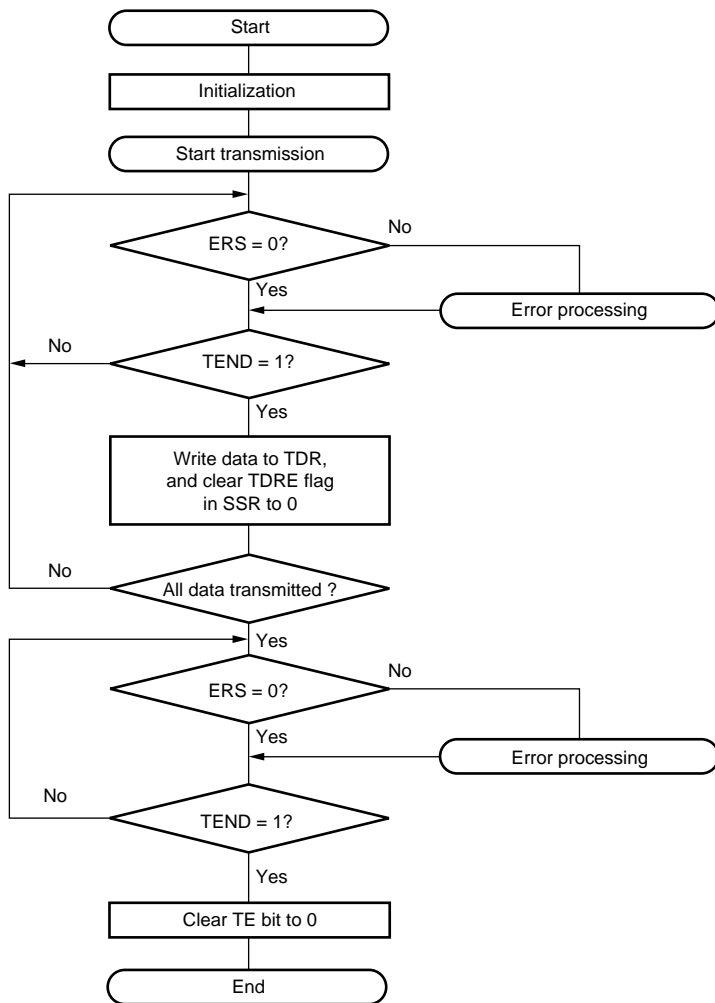 Start
Initialization
Start transmission
ERS = 0?
No
Yes
Error processing
No
TEND = 1?
Yes
Write data to TDR,
and clear TDRE flag
in SSR to 0
No
All data transmitted ?
Yes
ERS = 0?
No
Yes
Error processing
No
TEND = 1?
Yes
Clear TE bit to 0
End